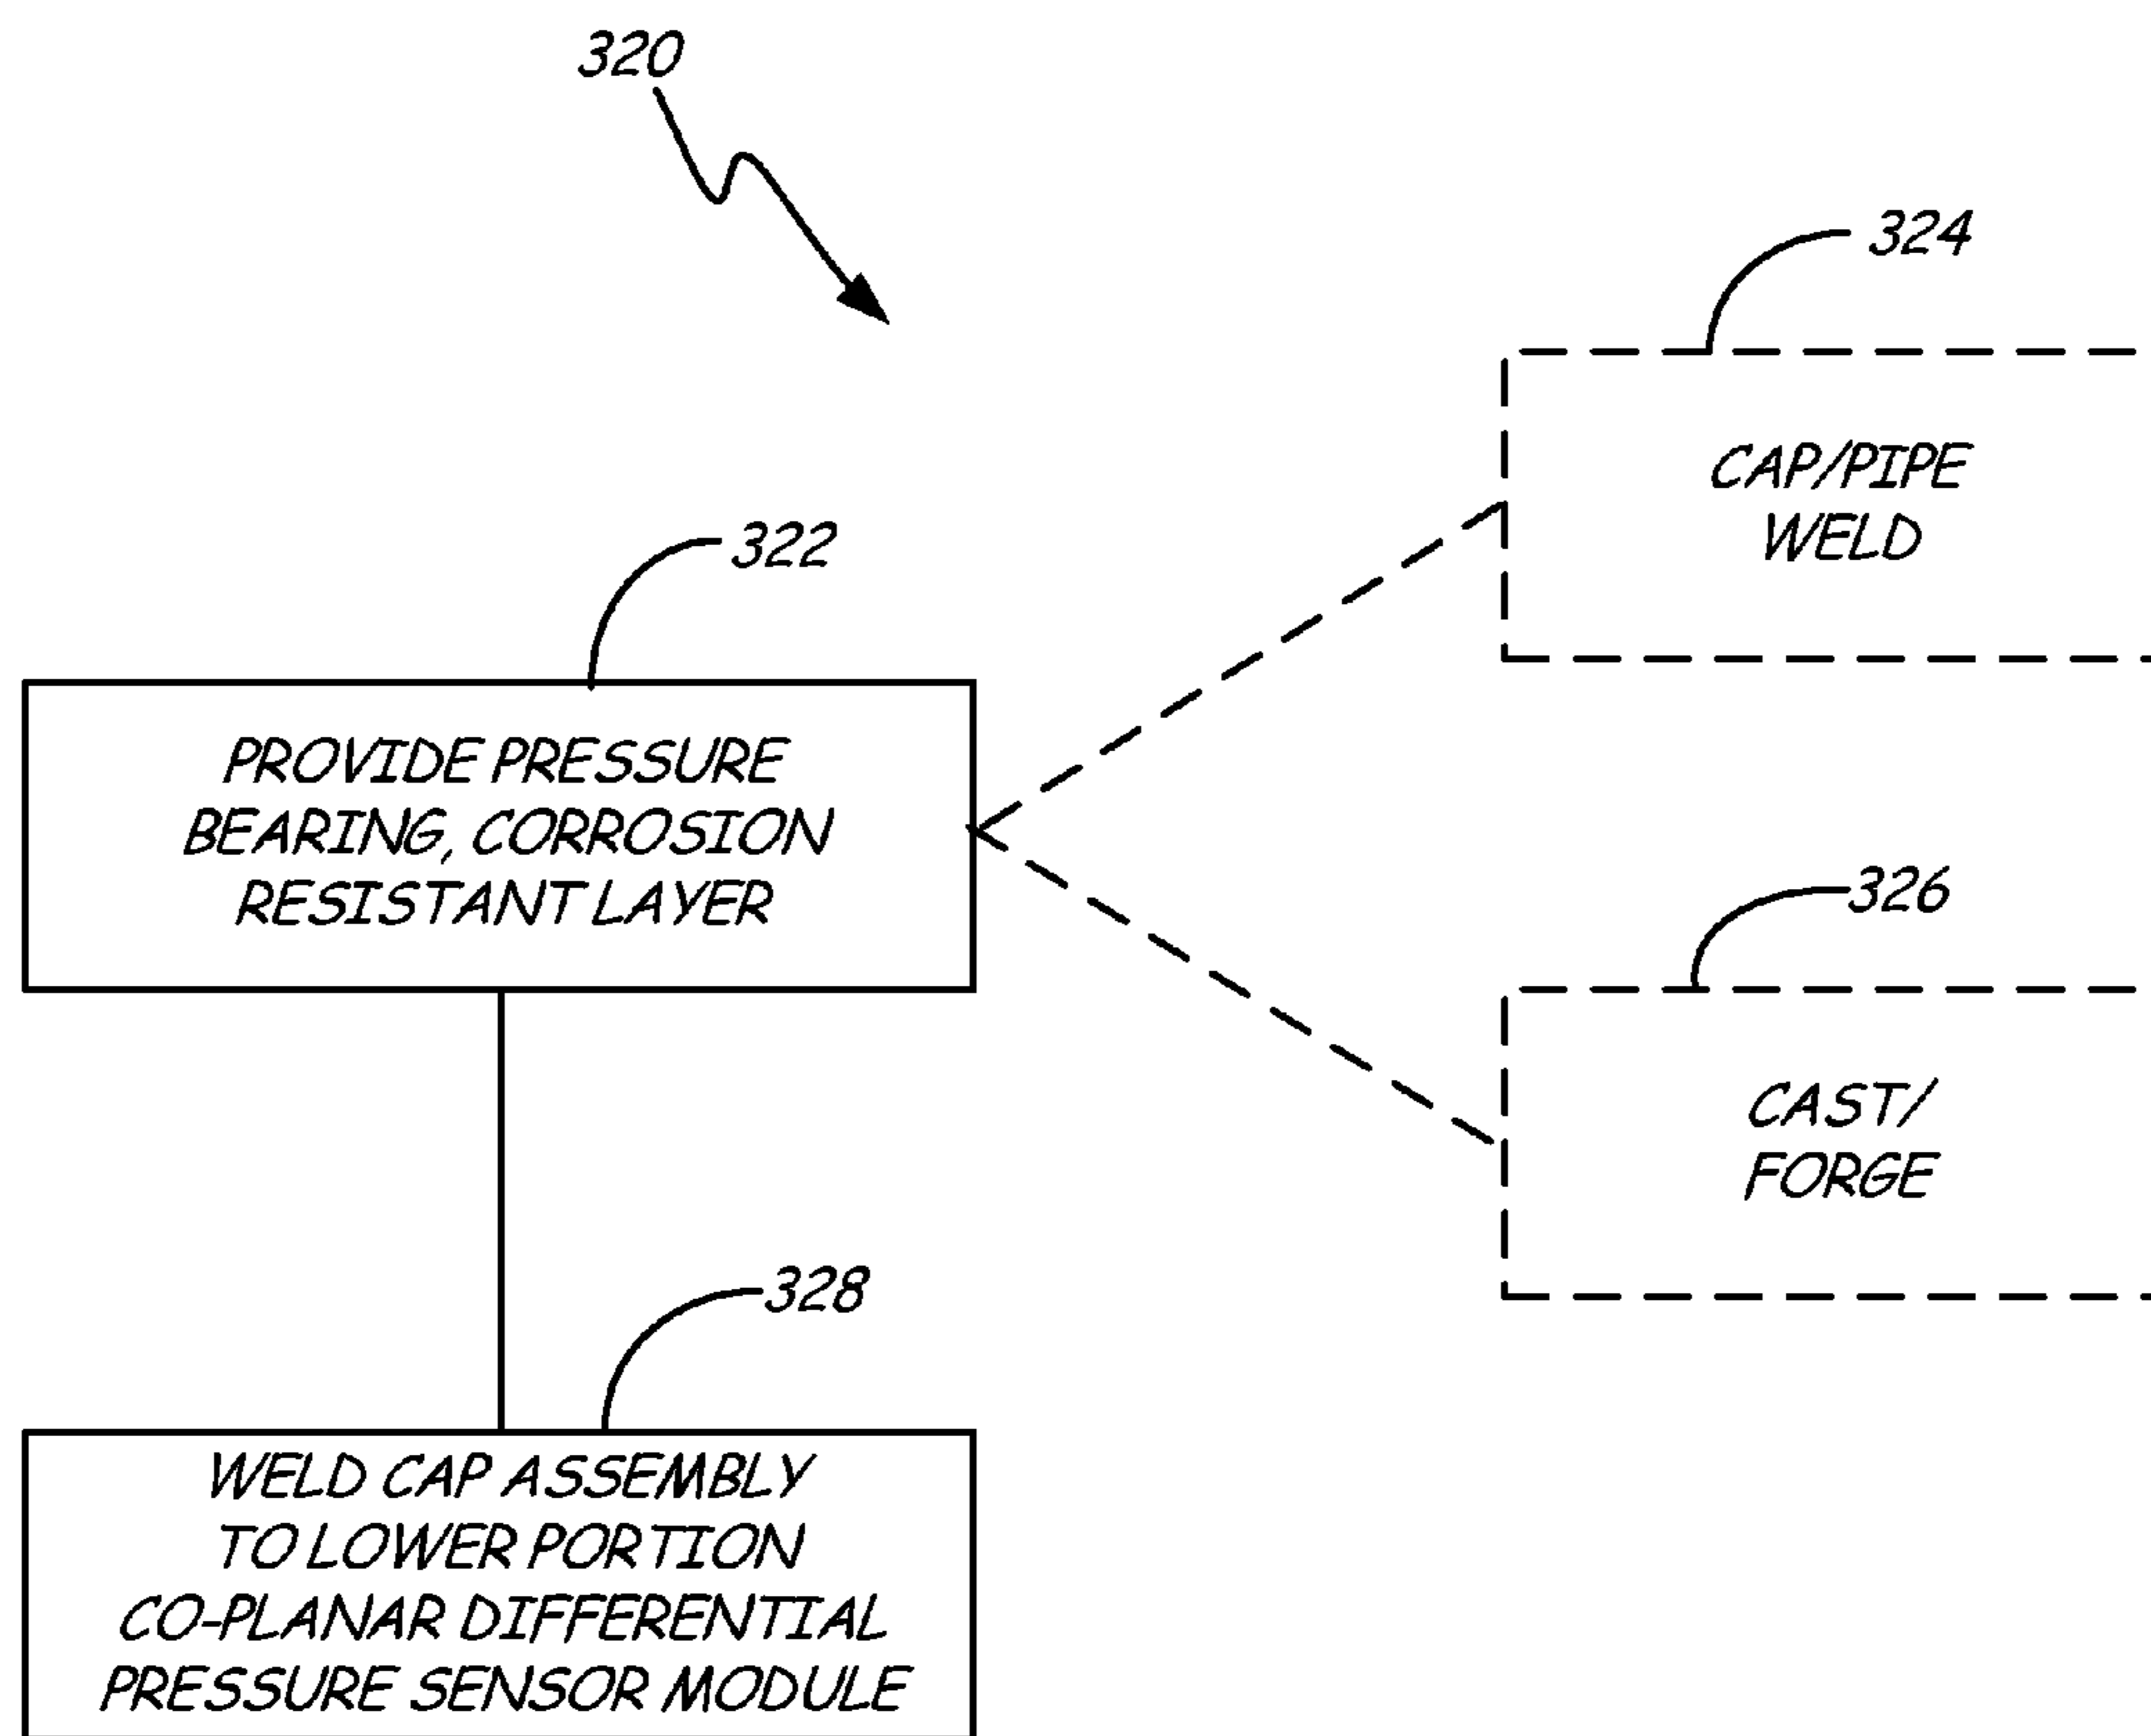 320
324
CAP/PIPE
WELD
322
PROVIDE PRESSURE
BEARING, CORROSION
RESISTANT LAYER
326
CAST/
FORGE
328
WELD CAP ASSEMBLY
TO LOWER PORTION
CO-PLANAR DIFFERENTIAL
PRESSURE SENSOR MODULE